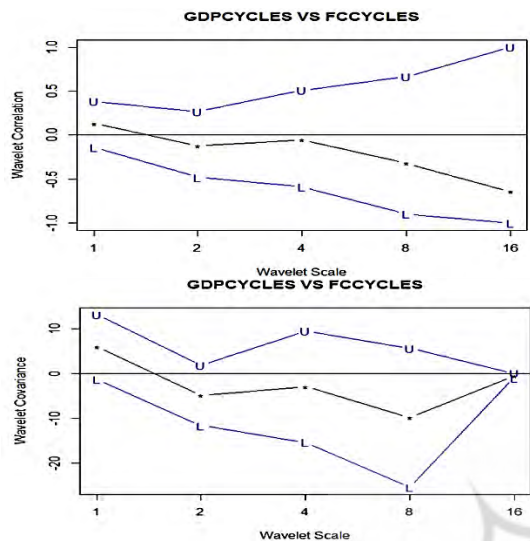 GDPCYCLES VS FCCYCLES
Wavelet Correlation
1.0
0.5
0.0
-0.5
-1.0
U U U U U
L L L L L
1 2 4 8 16
Wavelet Scale
GDPCYCLES VS FCCYCLES
Wavelet Covariance
10
0
-10
-20
U U U U U
L L L L L
1 2 4 8 16
Wavelet Scale